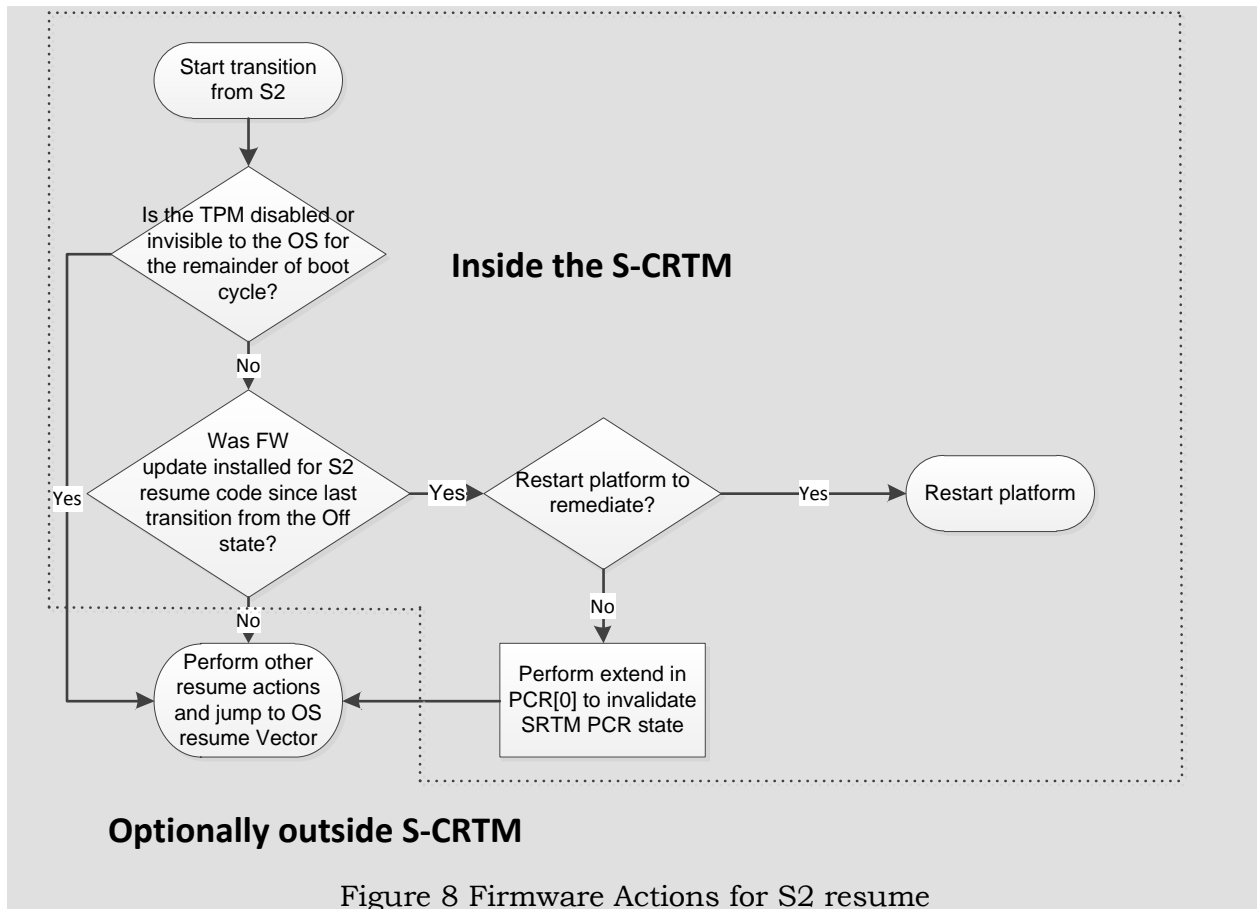 Start transition
from S2
Is the TPM disabled or
invisible to the OS for
the remainder of boot
cycle?
Inside the S-CRTM
No
Was FW
update installed for S2
resume code since last
transition from the Off
state?
Yes
Yes
Restart platform to
remediate?
Yes
Restart platform
No
No
Perform other
resume actions
and jump to OS
resume Vector
Perform extend in
PCR[0] to invalidate
SRTM PCR state
Optionally outside S-CRTM
Figure 8 Firmware Actions for S2 resume